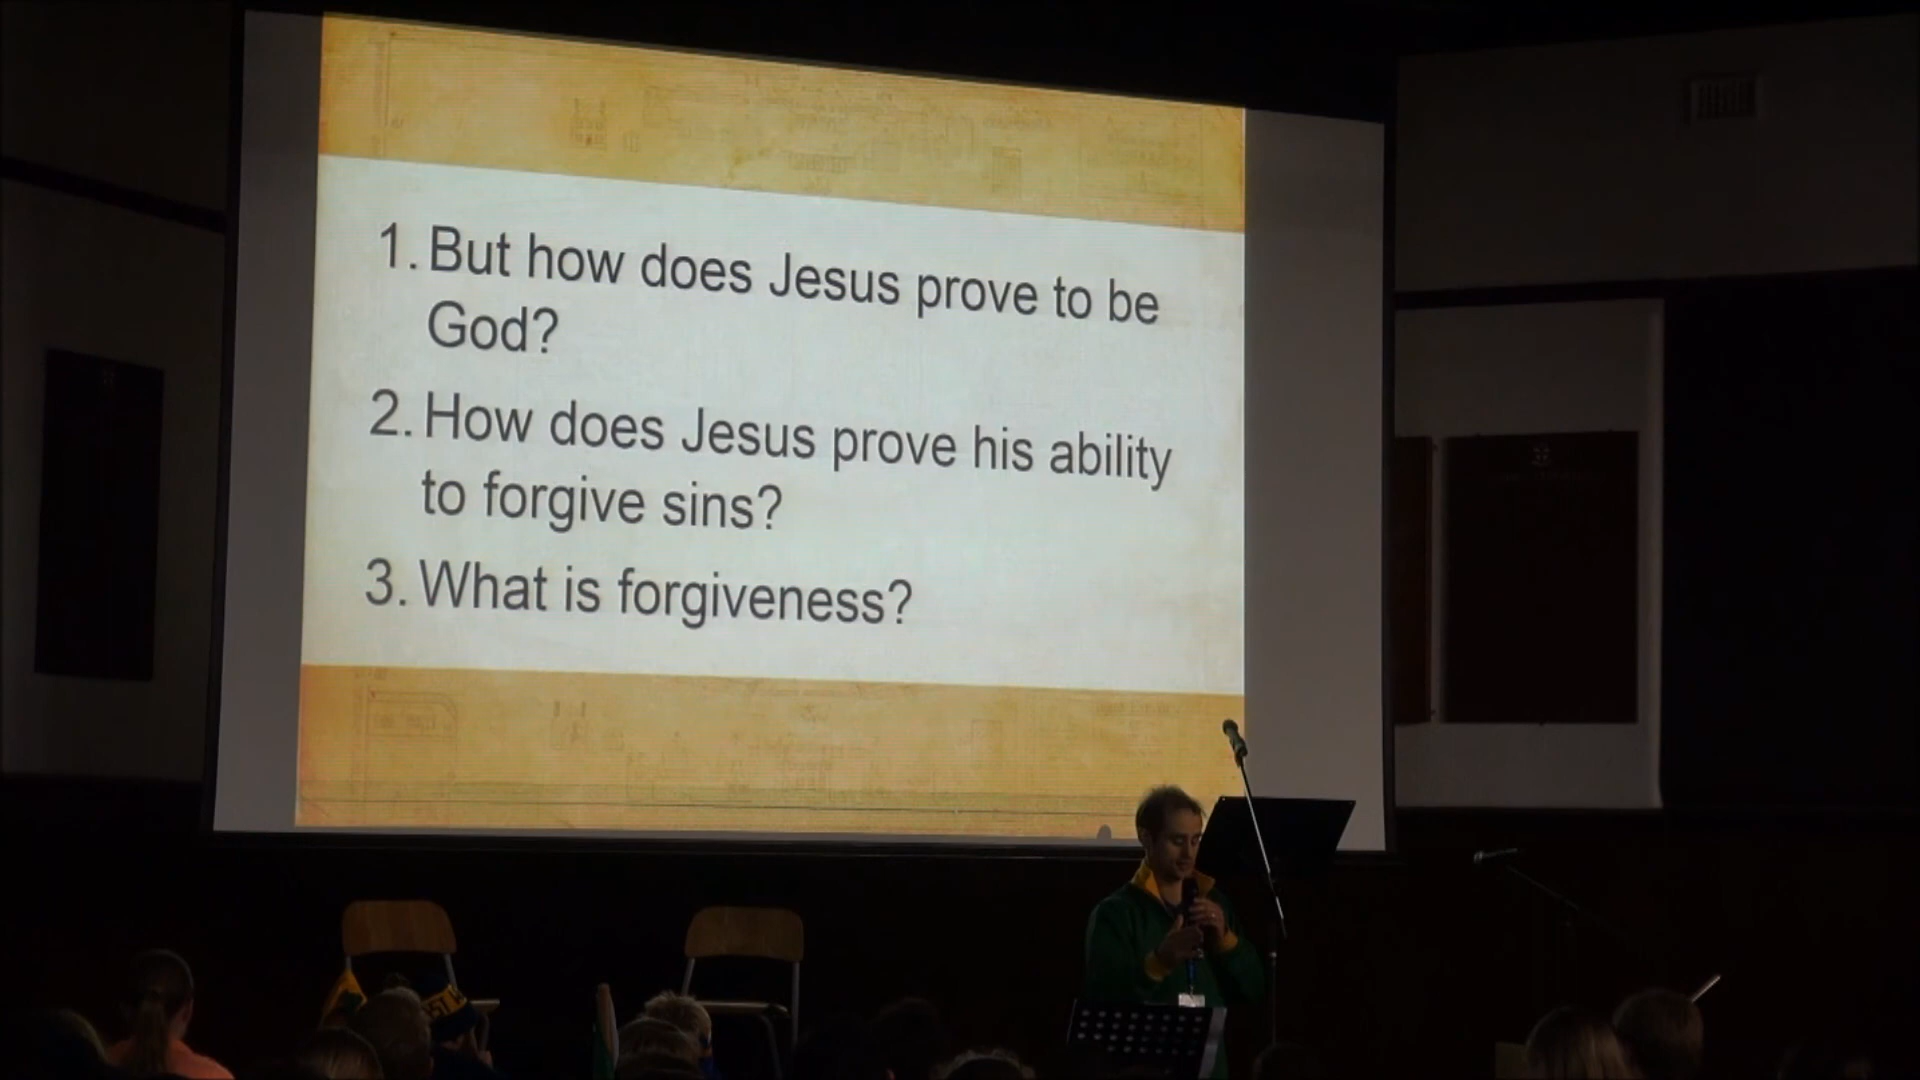 1. But how does Jesus prove to be
God?
2. How does Jesus prove his ability
to forgive sins?
3. What is forgiveness?